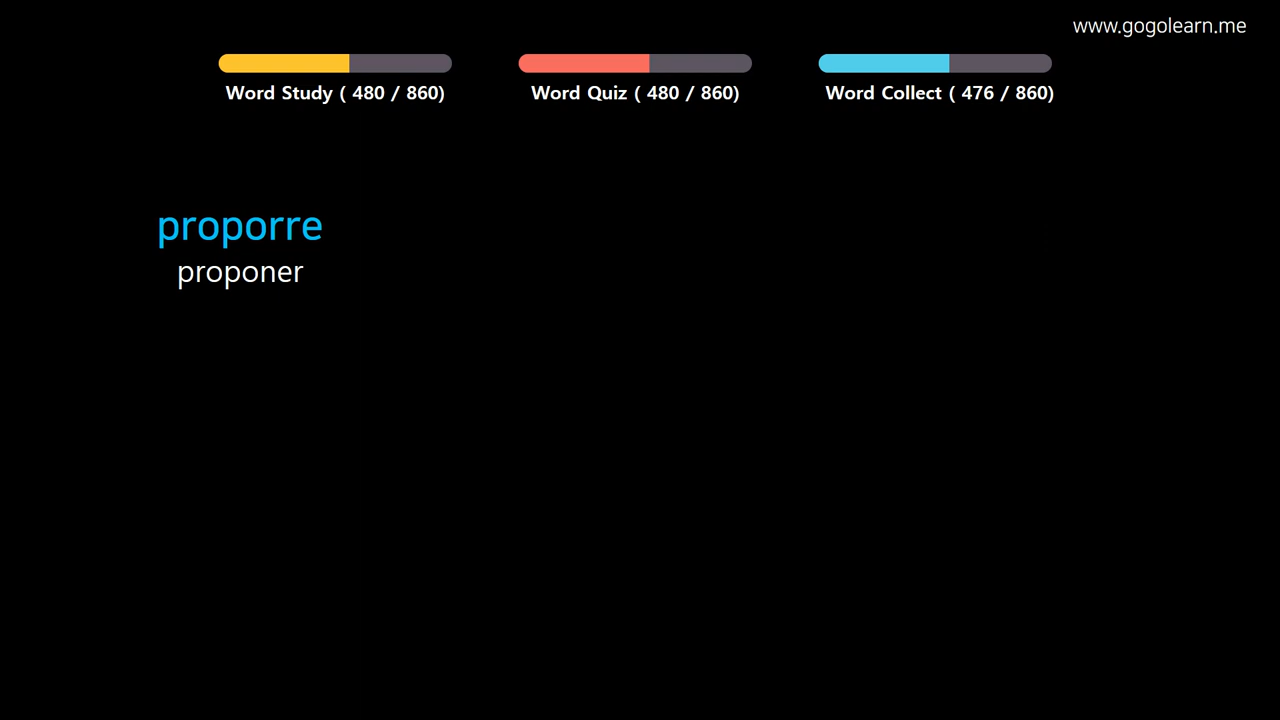 www.gogolearn.me
Word Study ( 480 / 860)
Word Quiz ( 480 / 860)
Word Collect ( 476 / 860)
proporre
proponer